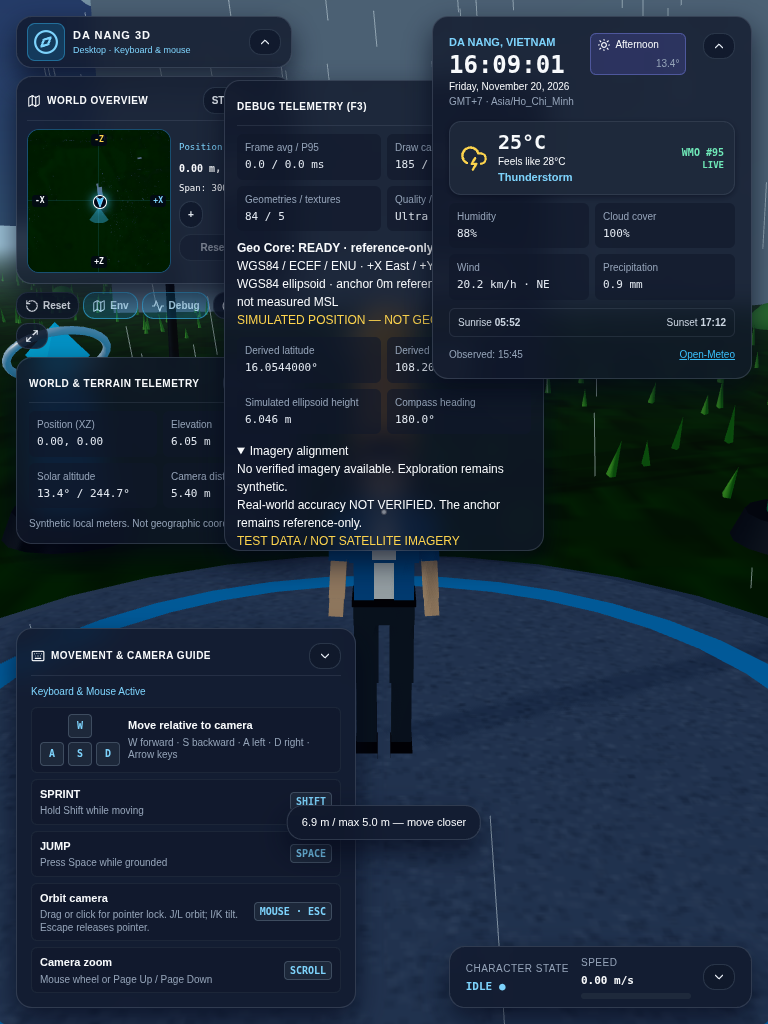 DA NANG 3D
Desktop · Keyboard & mouse
WORLD OVERVIEW
ST
-Z
-X
+X
+Z
Position
0.00 m,
Span:
+
Rese
Reset
Env
Debug
WORLD & TERRAIN TELEMETRY
Position (XZ)
0.00, 0.00
Elevation
6.05 m
Solar altitude
13.4° / 244.7°
Camera dist
5.40 m
Synthetic local meters. Not geographic coor
DEBUG TELEMETRY (F3)
Frame avg / P95
0.0 / 0.0 ms
Draw ca
185 /
Geometries / textures
84 / 5
Quality /
Ultra
Geo Core: READY · reference-only
WGS84 / ECEF / ENU · +X East / +Y
WGS84 ellipsoid · anchor 0m referen
not measured MSL
SIMULATED POSITION — NOT GEO
Derived latitude
16.0544000°
Derived
108.20
Simulated ellipsoid height
6.046 m
Compass heading
180.0°
▼ Imagery alignment
No verified imagery available. Exploration remains
synthetic.
Real-world accuracy NOT VERIFIED. The anchor
remains reference-only.
TEST DATA / NOT SATELLITE IMAGERY
DA NANG, VIETNAM
16:09:01
Friday, November 20, 2026
GMT+7 · Asia/Ho_Chi_Minh
Afternoon
13.4°
25°C
Feels like 28°C
Thunderstorm
WMO #95
LIVE
Humidity
88%
Cloud cover
100%
Wind
20.2 km/h · NE
Precipitation
0.9 mm
Sunrise 05:52
Sunset 17:12
Observed: 15:45
Open-Meteo
MOVEMENT & CAMERA GUIDE
Keyboard & Mouse Active
W
A S D
Move relative to camera
W forward · S backward · A left · D right ·
Arrow keys
SPRINT
Hold Shift while moving
SHIFT
JUMP
Press Space while grounded
SPACE
Orbit camera
Drag or click for pointer lock. J/L orbit; I/K tilt.
Escape releases pointer.
MOUSE · ESC
Camera zoom
Mouse wheel or Page Up / Page Down
SCROLL
6.9 m / max 5.0 m — move closer
CHARACTER STATE
IDLE ●
SPEED
0.00 m/s